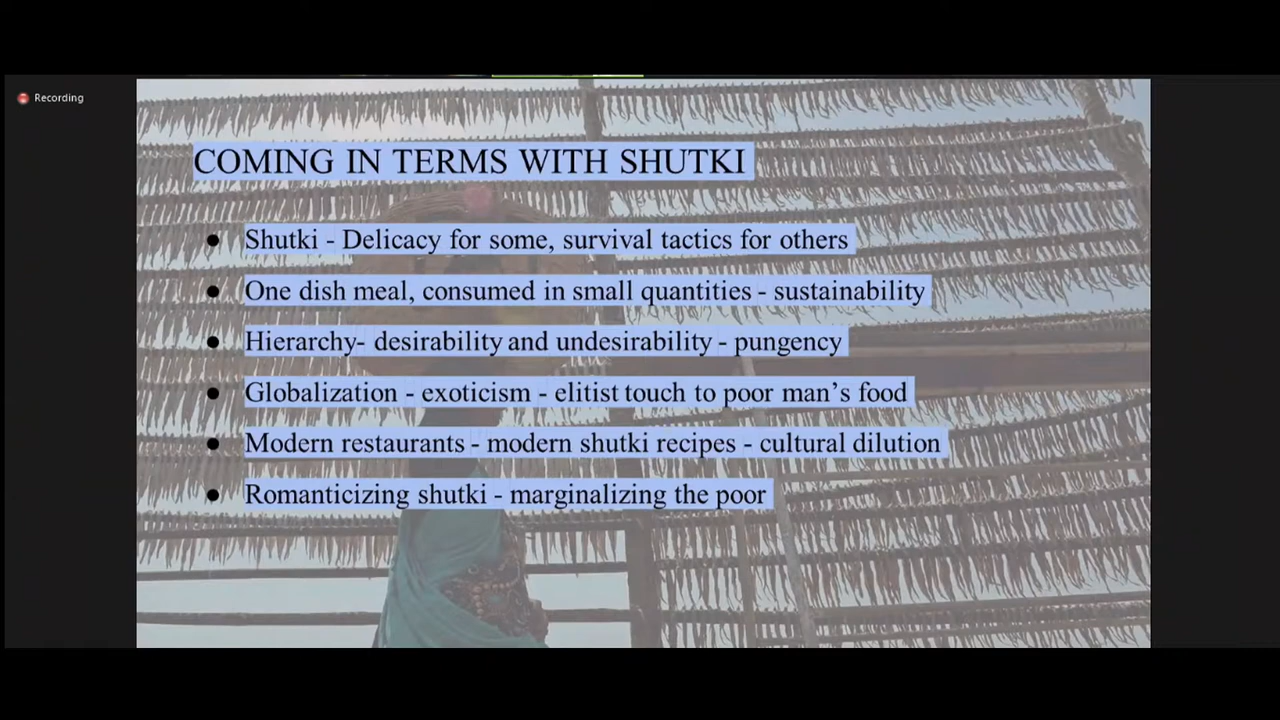 Recording
COMING IN TERMS WITH SHUTKI
● Shutki - Delicacy for some, survival tactics for others
● One dish meal, consumed in small quantities - sustainability
● Hierarchy- desirability and undesirability - pungency
● Globalization - exoticism - elitist touch to poor man’s food
● Modern restaurants - modern shutki recipes - cultural dilution
● Romanticizing shutki - marginalizing the poor